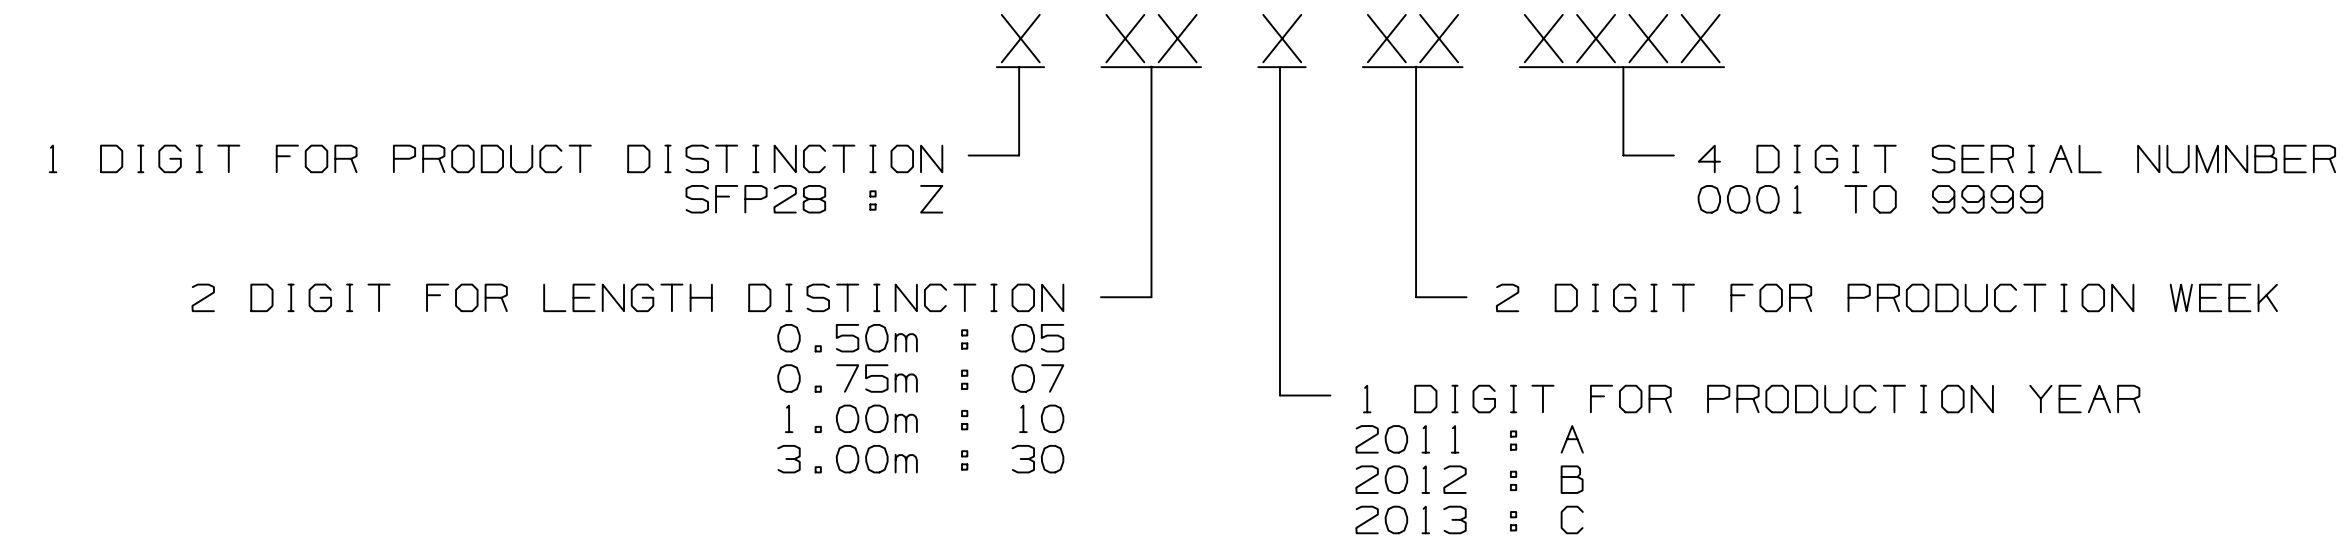 X XX X XX XXXX
1 DIGIT FOR PRODUCT DISTINCTION
SFP28 : Z
4 DIGIT SERIAL NUMNBER
0001 TO 9999
2 DIGIT FOR LENGTH DISTINCTION
0.50m : 05
0.75m : 07
1.00m : 10
3.00m : 30
2 DIGIT FOR PRODUCTION WEEK
1 DIGIT FOR PRODUCTION YEAR
2011 : A
2012 : B
2013 : C